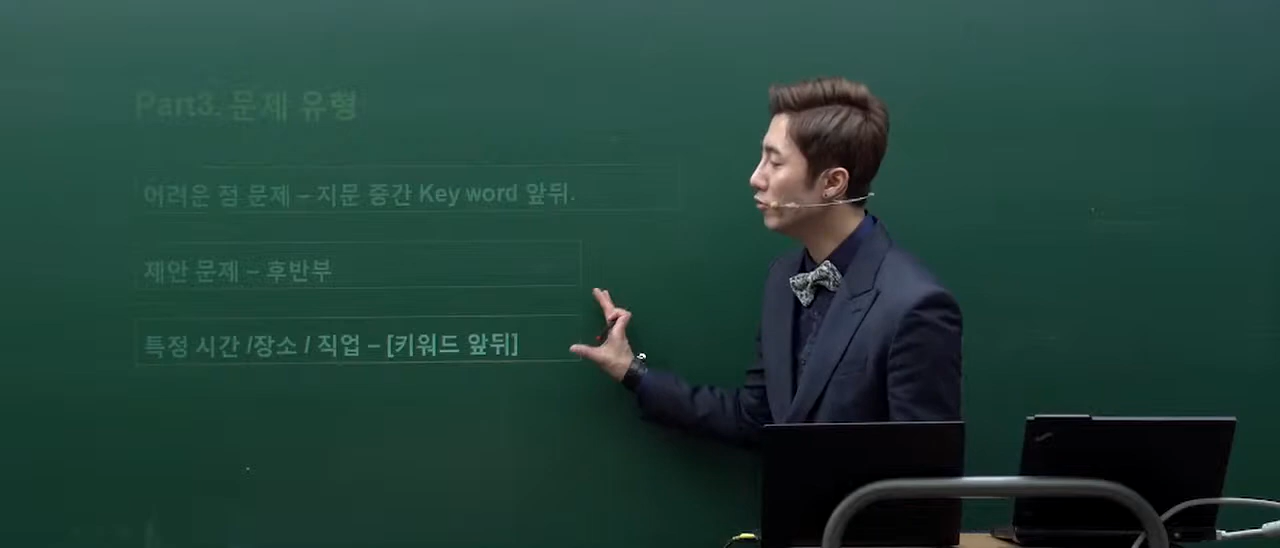 Part3. 문제 유형
어려운 점 문제 – 지문 중간 Key word 앞뒤.
제안 문제 – 후반부
특정 시간 /장소 / 직업 – [키워드 앞뒤]